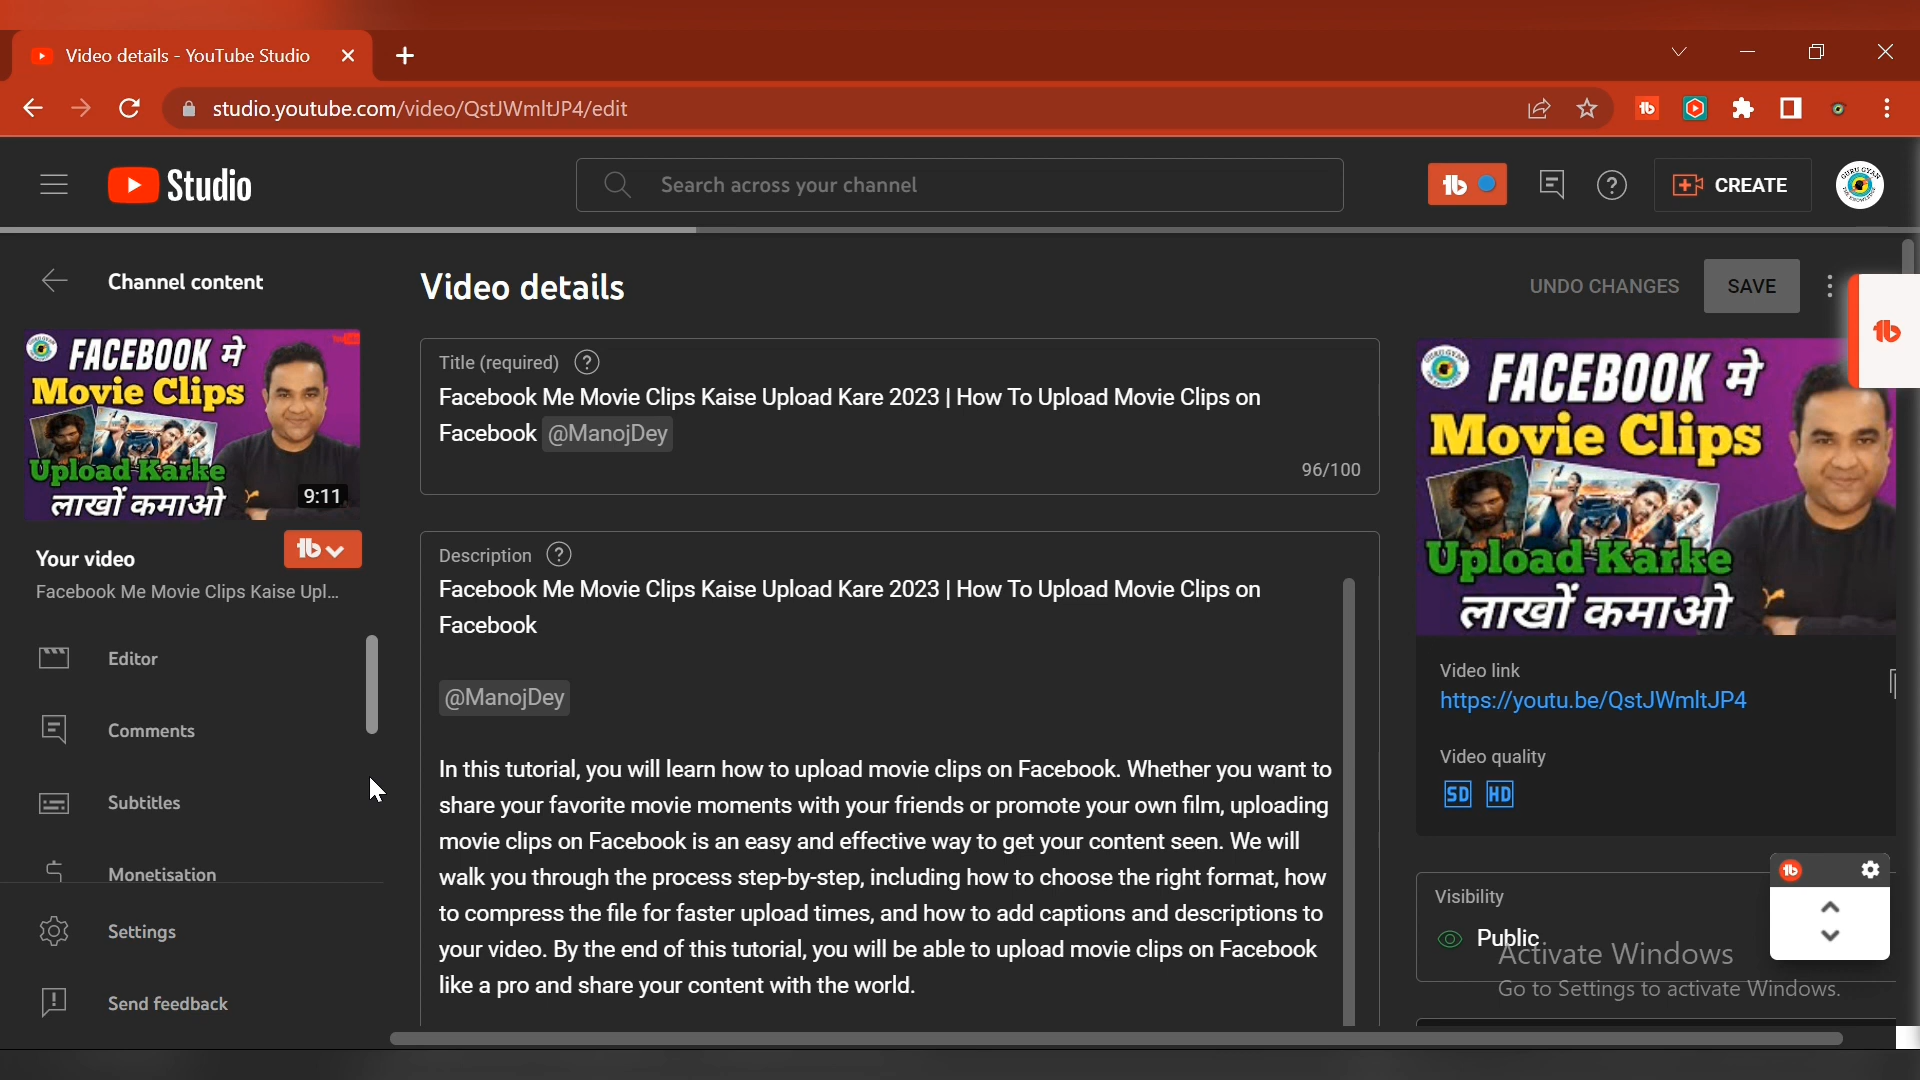 Video details - YouTube Studio
studio.youtube.com/video/QstJWmltJP4/edit
Studio
Search across your channel
CREATE
Channel content
Video details
UNDO CHANGES
SAVE
GURU GYAN
FACEBOOK में
Movie Clips
Upload Karke
लाखों कमाओ
9:11
Title (required)
Facebook Me Movie Clips Kaise Upload Kare 2023 | How To Upload Movie Clips on
Facebook @ManojDey
96/100
GURU GYAN
FACEBOOK में
Movie Clips
Upload Karke
लाखों कमाओ
Your video
Facebook Me Movie Clips Kaise Upl...
Description
Facebook Me Movie Clips Kaise Upload Kare 2023 | How To Upload Movie Clips on
Facebook
@ManojDey
In this tutorial, you will learn how to upload movie clips on Facebook. Whether you want to
share your favorite movie moments with your friends or promote your own film, uploading
movie clips on Facebook is an easy and effective way to get your content seen. We will
walk you through the process step-by-step, including how to choose the right format, how
to compress the file for faster upload times, and how to add captions and descriptions to
your video. By the end of this tutorial, you will be able to upload movie clips on Facebook
like a pro and share your content with the world.
Editor
Comments
Subtitles
Monetisation
Settings
Send feedback
Video link
https://youtu.be/QstJWmltJP4
Video quality
SD HD
Visibility
Public
Activate Windows
Go to Settings to activate Windows.